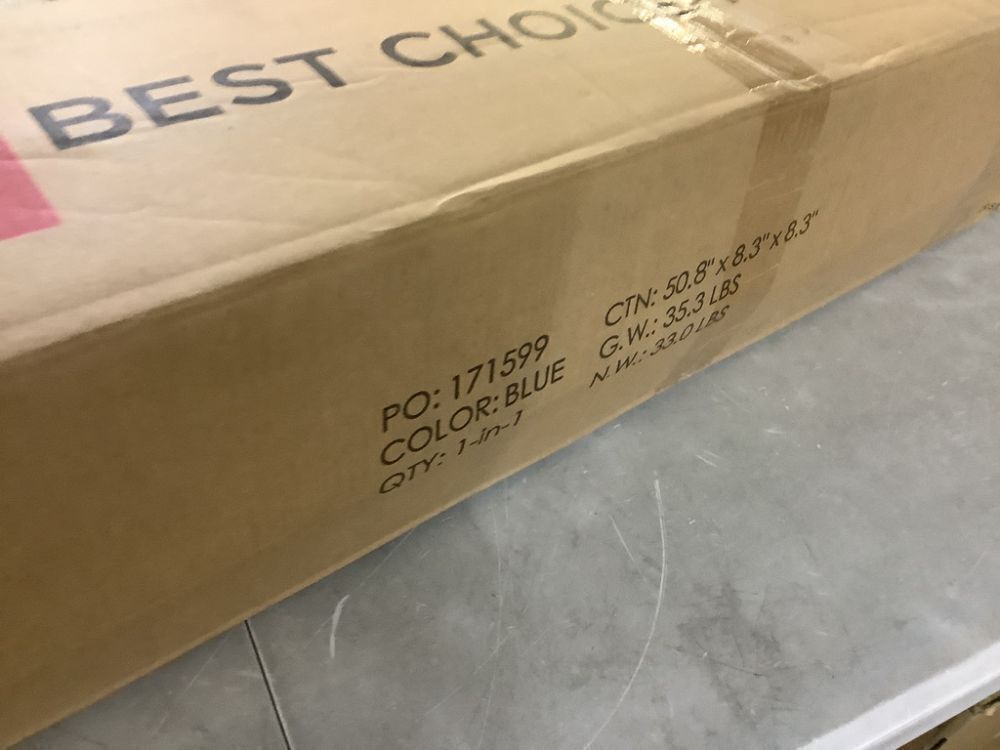 BEST CHOICE
PO: 171599
COLOR: BLUE
QTY: 1-in-1
CTN: 50.8" x 8.3" x 8.3"
G.W.: 35.3 LBS
N.W.: 33.0 LBS